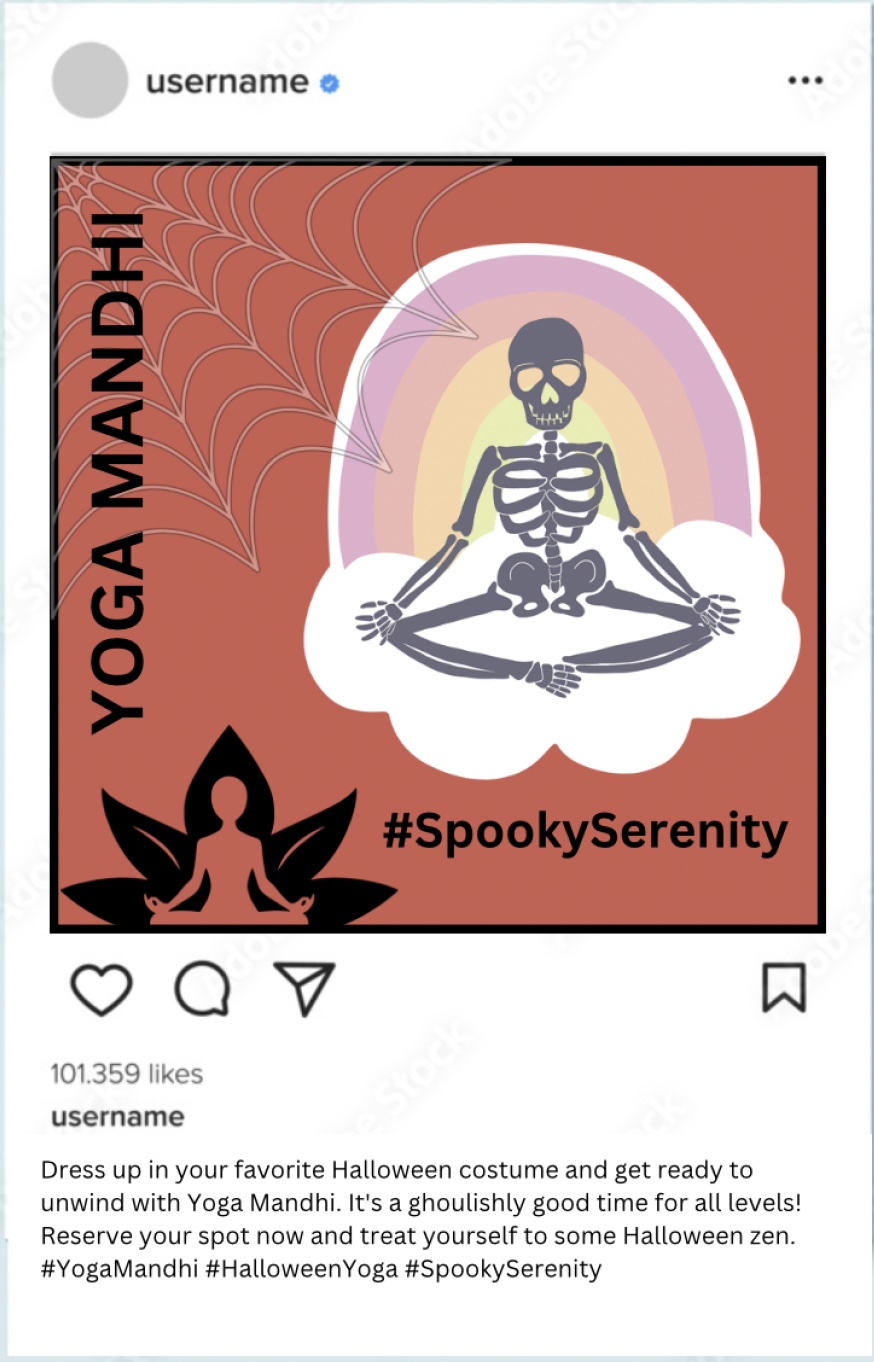 username
YOGA MANDHI
#SpookySerenity
101.359 likes
username
Dress up in your favorite Halloween costume and get ready to
unwind with Yoga Mandhi. It's a ghoulishly good time for all levels!
Reserve your spot now and treat yourself to some Halloween zen.
#YogaMandhi #HalloweenYoga #SpookySerenity
Adobe Stock